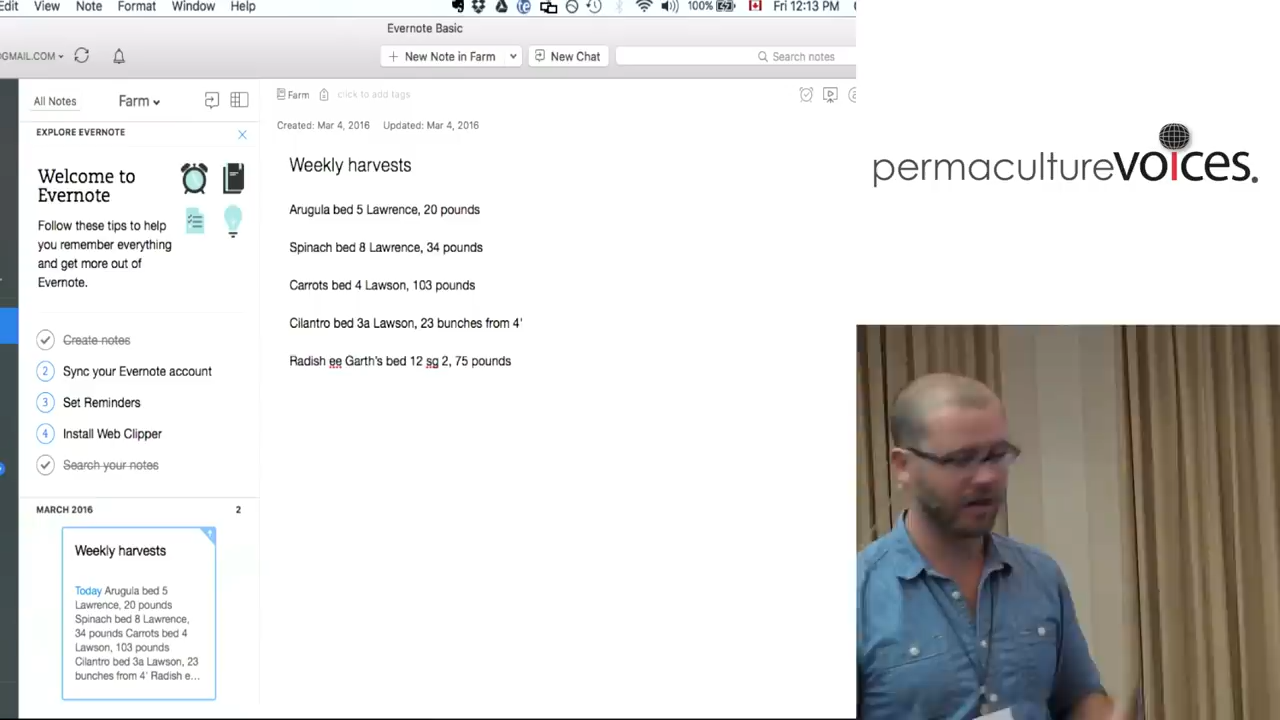 Edit View Note Format Window Help 100% Fri 12:13 PM
Evernote Basic
@GMAIL.COM
+ New Note in Farm
New Chat
Search notes
All Notes
Farm
Farm
click to add tags
EXPLORE EVERNOTE
Created: Mar 4, 2016 Updated: Mar 4, 2016
Welcome to
Evernote
Follow these tips to help
you remember everything
and get more out of
Evernote.
Create notes
2 Sync your Evernote account
3 Set Reminders
4 Install Web Clipper
Search your notes
MARCH 2016 2
Weekly harvests
Today Arugula bed 5
Lawrence, 20 pounds
Spinach bed 8 Lawrence,
34 pounds Carrots bed 4
Lawson, 103 pounds
Cilantro bed 3a Lawson, 23
bunches from 4' Radish e...
Weekly harvests
Arugula bed 5 Lawrence, 20 pounds
Spinach bed 8 Lawrence, 34 pounds
Carrots bed 4 Lawson, 103 pounds
Cilantro bed 3a Lawson, 23 bunches from 4'
Radish ee Garth's bed 12 sg 2, 75 pounds
permaculturevoices.